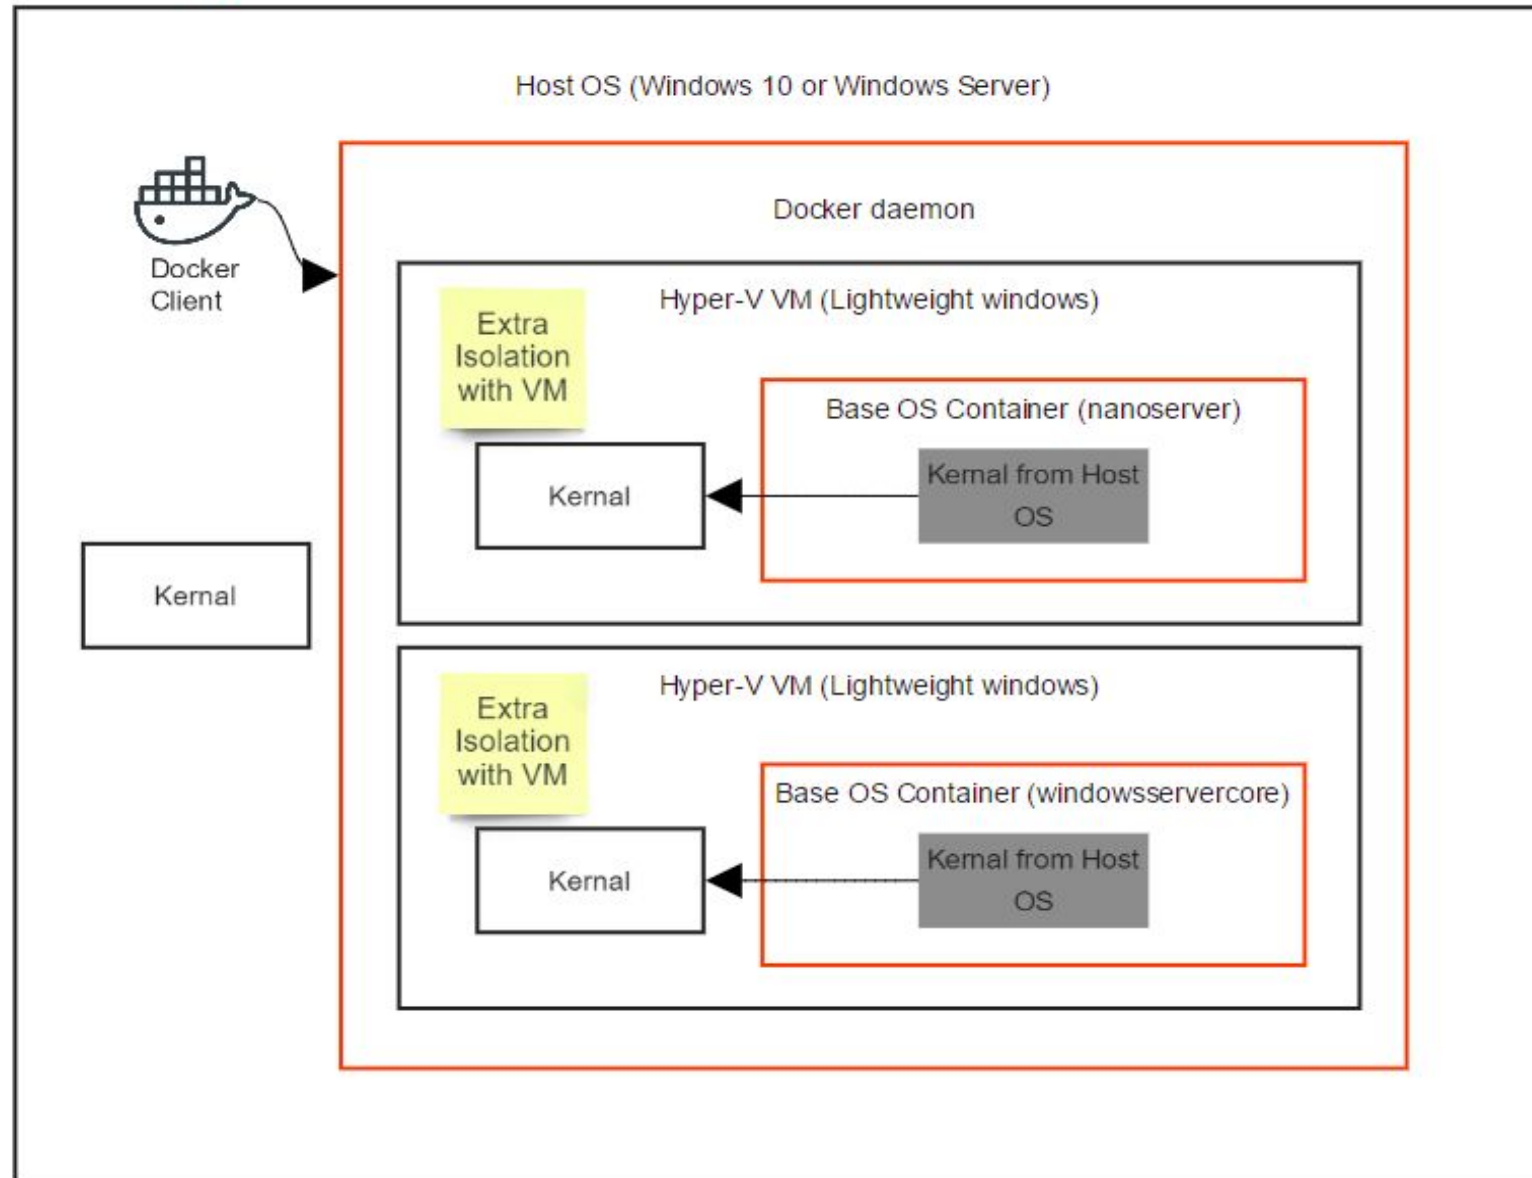 Host OS (Windows 10 or Windows Server)
Docker daemon
Docker
Client
Hyper-V VM (Lightweight windows)
Extra
Isolation
with VM
Base OS Container (nanoserver)
Kernal from Host
OS
Kernal
Kernal
Hyper-V VM (Lightweight windows)
Extra
Isolation
with VM
Base OS Container (windowsservercore)
Kernal from Host
OS
Kernal